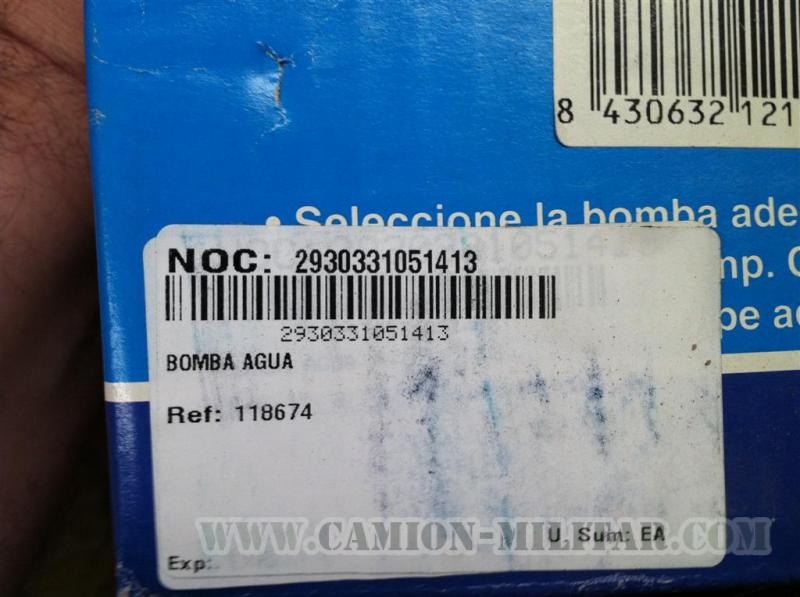 8 430632 121
• Seleccione la bomba ade
mp. C
pe ad
NOC: 2930331051413
2930331051413
BOMBA AGUA
Ref: 118674
U. Sum: EA
Exp:
WWW.CAMION-MILITAR.COM